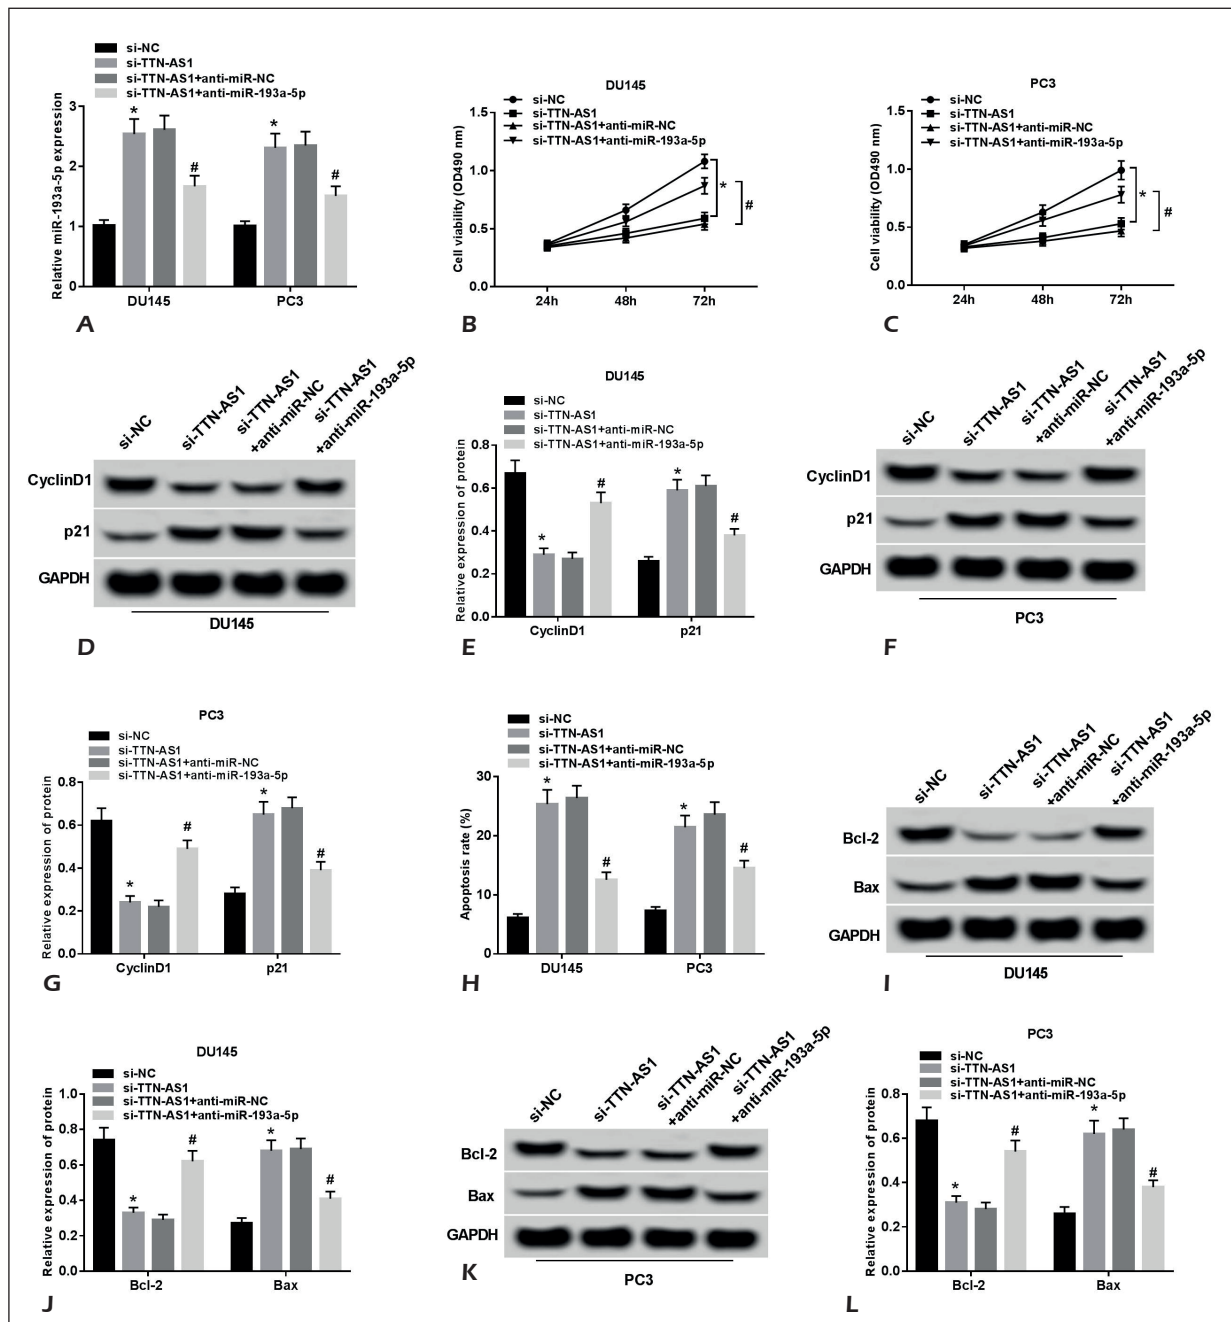 si-NC
si-TTN-AS1
si-TTN-AS1+anti-miR-NC
si-TTN-AS1+anti-miR-193a-5p
Relative miR-193a-5p expression
3
2
1
0
*
*
#
#
DU145
PC3
A
DU145
si-NC
si-TTN-AS1
si-TTN-AS1+anti-miR-NC
si-TTN-AS1+anti-miR-193a-5p
Cell viability (OD490 nm)
1.5
1.0
0.5
0.0
*
#
24h
48h
72h
B
PC3
si-NC
si-TTN-AS1
si-TTN-AS1+anti-miR-NC
si-TTN-AS1+anti-miR-193a-5p
Cell viability (OD490 nm)
1.5
1.0
0.5
0.0
*
#
24h
48h
72h
C
si-NC
si-TTN-AS1
si-TTN-AS1
+anti-miR-NC
si-TTN-AS1
+anti-miR-193a-5p
CyclinD1
p21
GAPDH
DU145
D
DU145
si-NC
si-TTN-AS1
si-TTN-AS1+anti-miR-NC
si-TTN-AS1+anti-miR-193a-5p
Relative expression of protein
0.8
0.6
0.4
0.2
0.0
*
#
*
#
CyclinD1
p21
E
si-NC
si-TTN-AS1
si-TTN-AS1
+anti-miR-NC
si-TTN-AS1
+anti-miR-193a-5p
CyclinD1
p21
GAPDH
PC3
F
PC3
si-NC
si-TTN-AS1
si-TTN-AS1+anti-miR-NC
si-TTN-AS1+anti-miR-193a-5p
Relative expression of protein
0.8
0.6
0.4
0.2
0.0
*
#
*
#
CyclinD1
p21
G
si-NC
si-TTN-AS1
si-TTN-AS1+anti-miR-NC
si-TTN-AS1+anti-miR-193a-5p
Apoptosis rate (%)
30
20
10
0
*
#
*
#
DU145
PC3
H
si-NC
si-TTN-AS1
si-TTN-AS1
+anti-miR-NC
si-TTN-AS1
+anti-miR-193a-5p
Bcl-2
Bax
GAPDH
DU145
I
DU145
si-NC
si-TTN-AS1
si-TTN-AS1+anti-miR-NC
si-TTN-AS1+anti-miR-193a-5p
Relative expression of protein
1.0
0.8
0.6
0.4
0.2
0.0
*
#
*
#
Bcl-2
Bax
J
si-NC
si-TTN-AS1
si-TTN-AS1
+anti-miR-NC
si-TTN-AS1
+anti-miR-193a-5p
Bcl-2
Bax
GAPDH
PC3
K
PC3
si-NC
si-TTN-AS1
si-TTN-AS1+anti-miR-NC
si-TTN-AS1+anti-miR-193a-5p
Relative expression of protein
0.8
0.6
0.4
0.2
0.0
*
#
*
#
Bcl-2
Bax
L